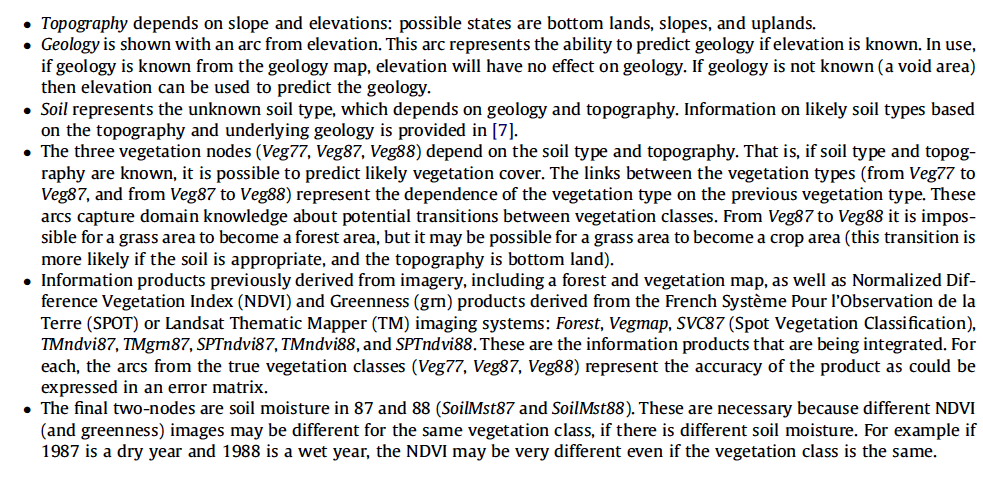 • Topography depends on slope and elevations: possible states are bottom lands, slopes, and uplands.
• Geology is shown with an arc from elevation. This arc represents the ability to predict geology if elevation is known. In use,
if geology is known from the geology map, elevation will have no effect on geology. If geology is not known (a void area)
then elevation can be used to predict the geology.
• Soil represents the unknown soil type, which depends on geology and topography. Information on likely soil types based
on the topography and underlying geology is provided in [7].
• The three vegetation nodes (Veg77, Veg87, Veg88) depend on the soil type and topography. That is, if soil type and topog-
raphy are known, it is possible to predict likely vegetation cover. The links between the vegetation types (from Veg77 to
Veg87, and from Veg87 to Veg88) represent the dependence of the vegetation type on the previous vegetation type. These
arcs capture domain knowledge about potential transitions between vegetation classes. From Veg87 to Veg88 it is impos-
sible for a grass area to become a forest area, but it may be possible for a grass area to become a crop area (this transition is
more likely if the soil is appropriate, and the topography is bottom land).
• Information products previously derived from imagery, including a forest and vegetation map, as well as Normalized Dif-
ference Vegetation Index (NDVI) and Greenness (grn) products derived from the French Système Pour l'Observation de la
Terre (SPOT) or Landsat Thematic Mapper (TM) imaging systems: Forest, Vegmap, SVC87 (Spot Vegetation Classification),
TMndvi87, TMgrn87, SPTndvi87, TMndvi88, and SPTndvi88. These are the information products that are being integrated. For
each, the arcs from the true vegetation classes (Veg77, Veg87, Veg88) represent the accuracy of the product as could be
expressed in an error matrix.
• The final two-nodes are soil moisture in 87 and 88 (SoilMst87 and SoilMst88). These are necessary because different NDVI
(and greenness) images may be different for the same vegetation class, if there is different soil moisture. For example if
1987 is a dry year and 1988 is a wet year, the NDVI may be very different even if the vegetation class is the same.